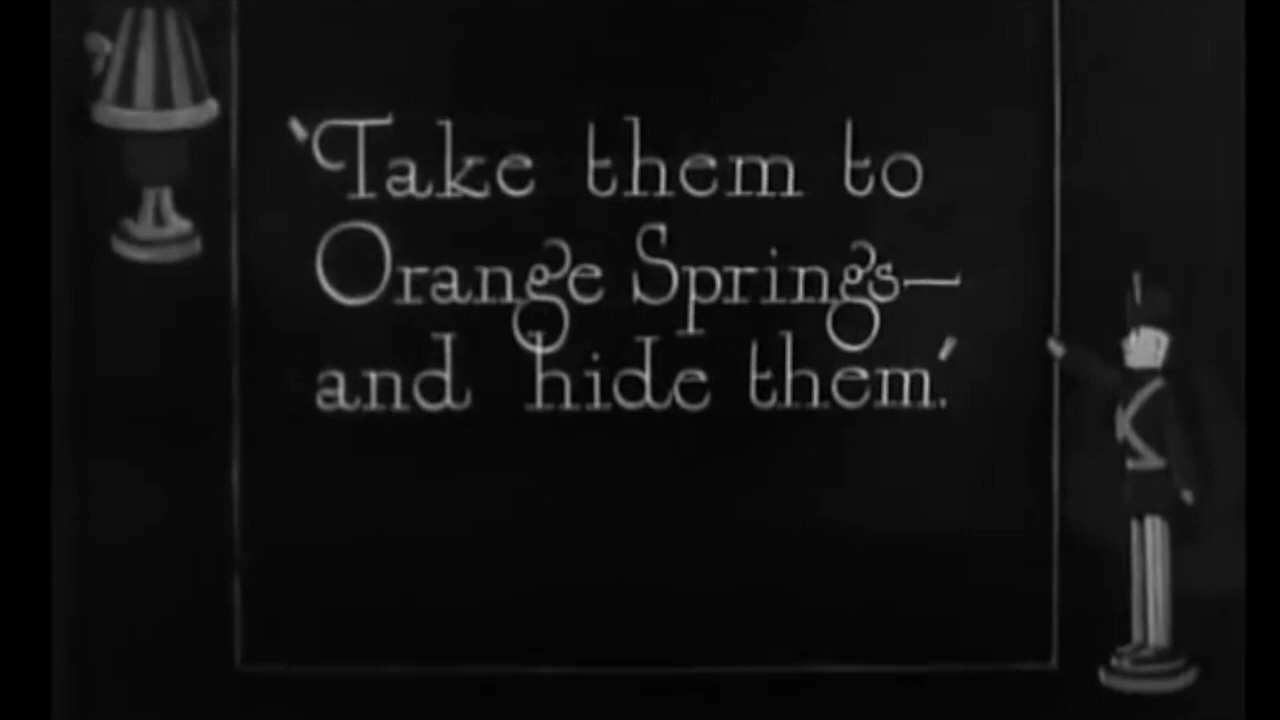 'Take them to
Orange Springs—
and hide them.'